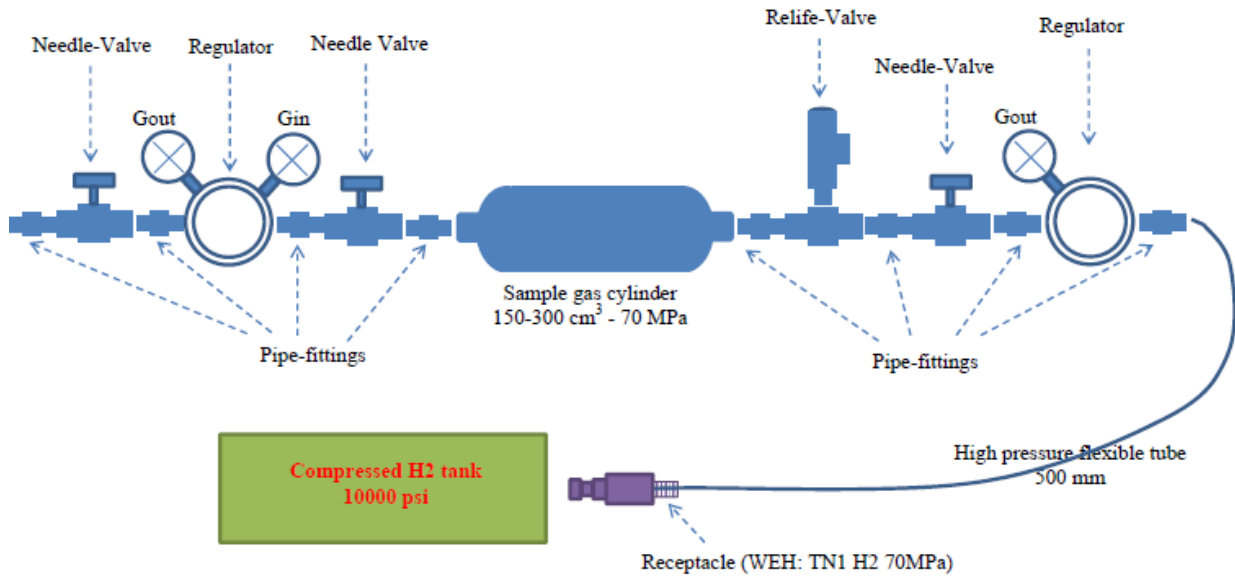 Relife-Valve
Needle-Valve
Regulator
Needle Valve
Regulator
Needle-Valve
Gout
Gin
Gout
Sample gas cylinder
150-300 cm³ - 70 MPa
Pipe-fittings
Pipe-fittings
Compressed H2 tank
10000 psi
High pressure flexible tube
500 mm
Receptacle (WEH: TN1 H2 70MPa)